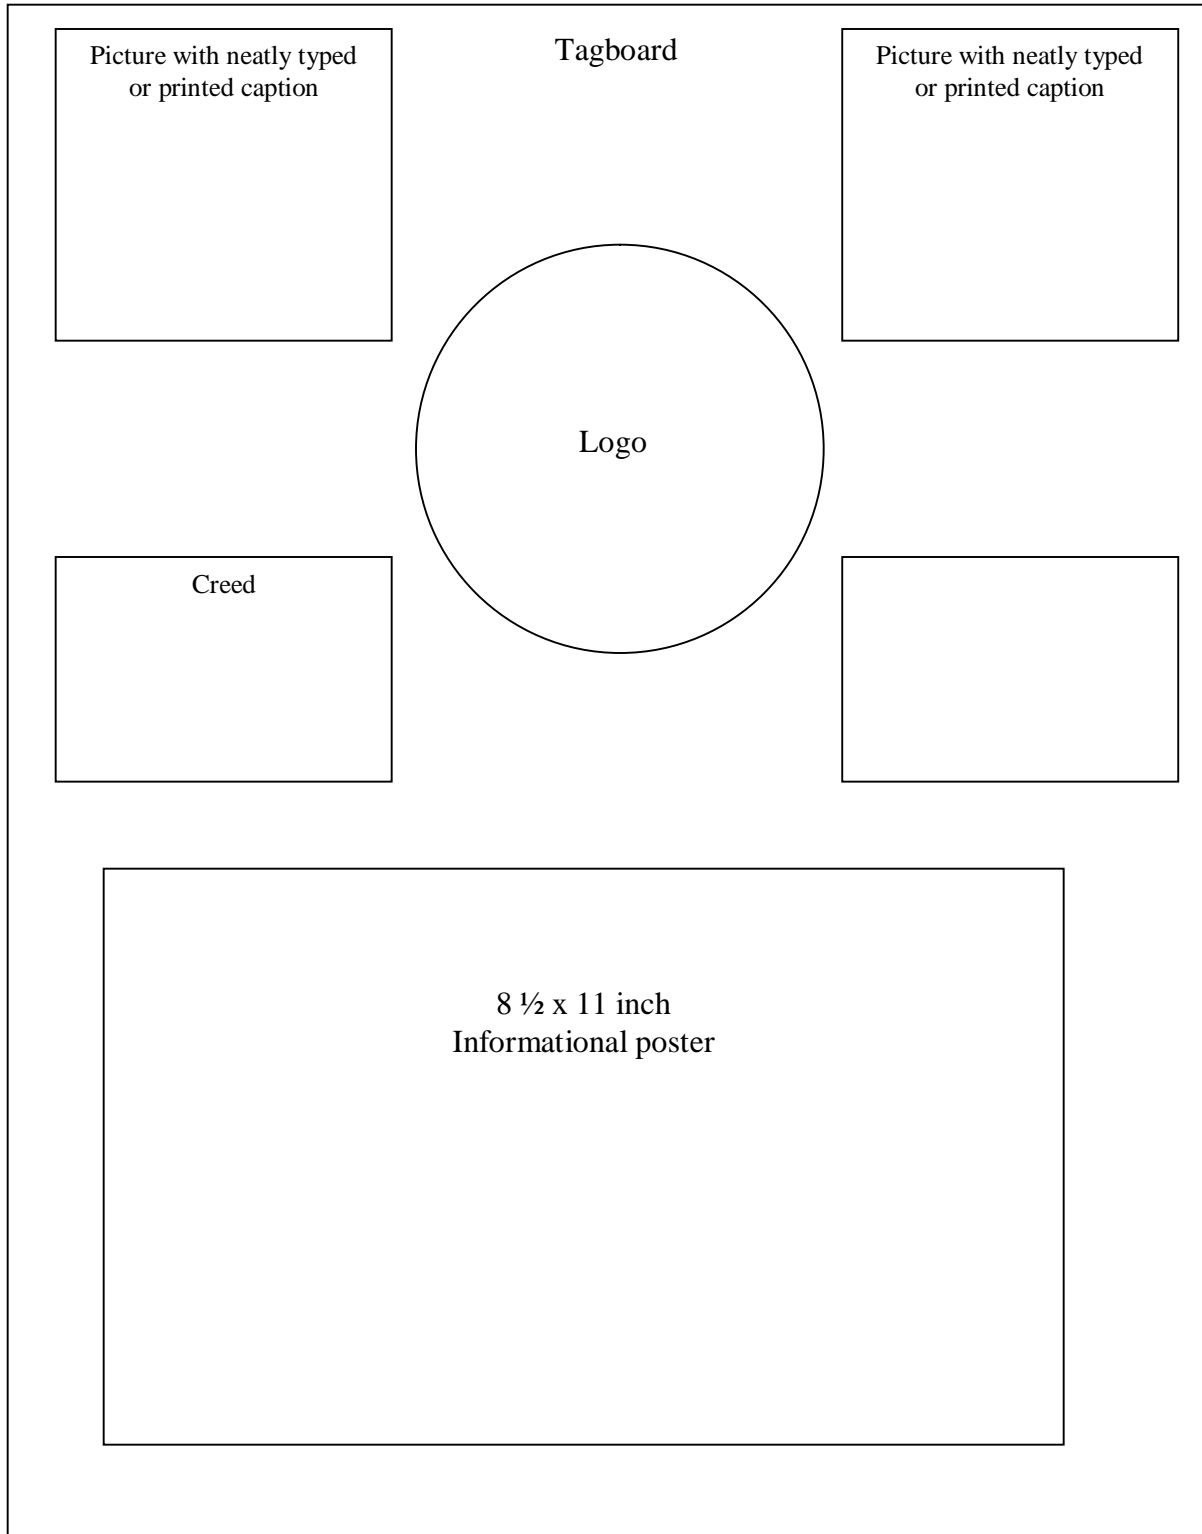 Tagboard
Picture with neatly typed
or printed caption
Picture with neatly typed
or printed caption
Logo
Creed
8 ½ x 11 inch
Informational poster